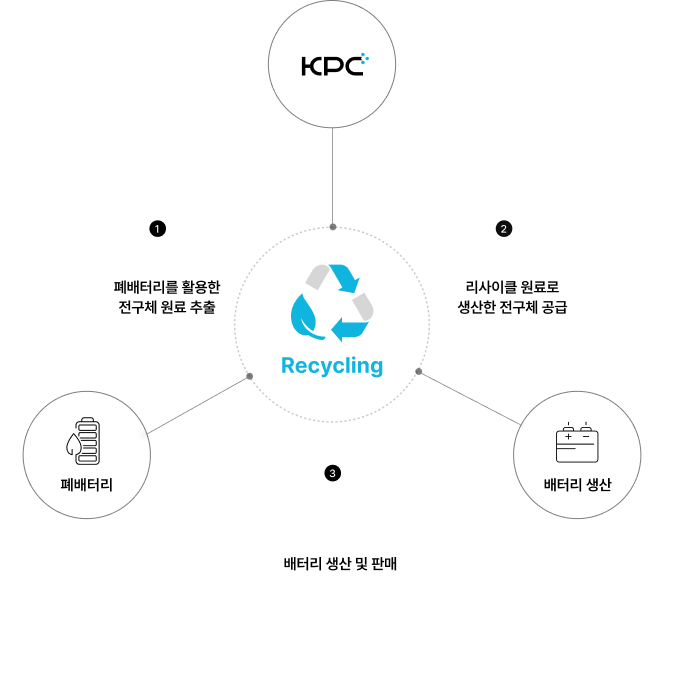 KPC
1
폐배터리를 활용한
전구체 원료 추출
2
리사이클 원료로
생산한 전구체 공급
Recycling
폐배터리
배터리 생산
3
배터리 생산 및 판매